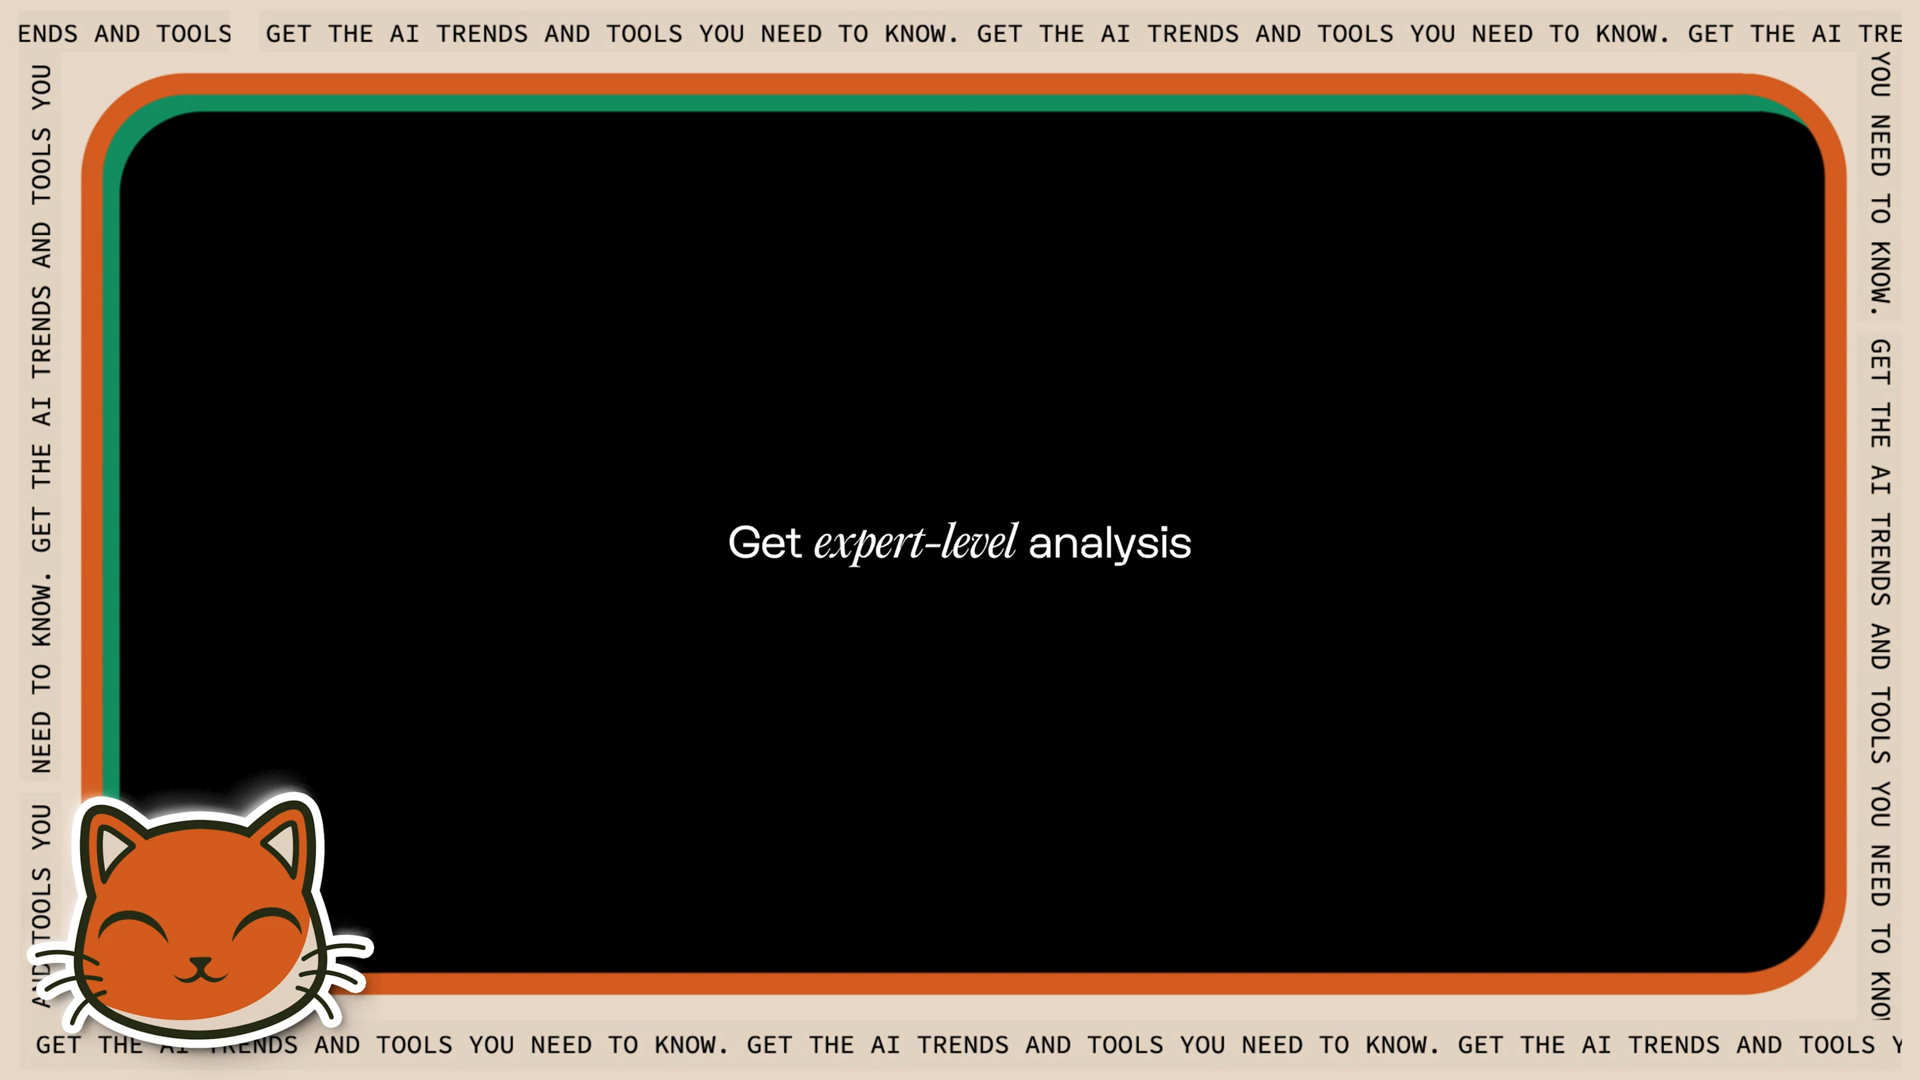 ENDS AND TOOLS GET THE AI TRENDS AND TOOLS YOU NEED TO KNOW. GET THE AI TRENDS AND TOOLS YOU NEED TO KNOW. GET THE AI TRE
AND TOOLS YOU NEED TO KNOW. GET THE AI TRENDS AND TOOLS YOU
Get expert-level analysis
YOU NEED TO KNOW. GET THE AI TRENDS AND TOOLS YOU NEED TO KNO
GET THE AI TRENDS AND TOOLS YOU NEED TO KNOW. GET THE AI TRENDS AND TOOLS YOU NEED TO KNOW. GET THE AI TRENDS AND TOOLS Y